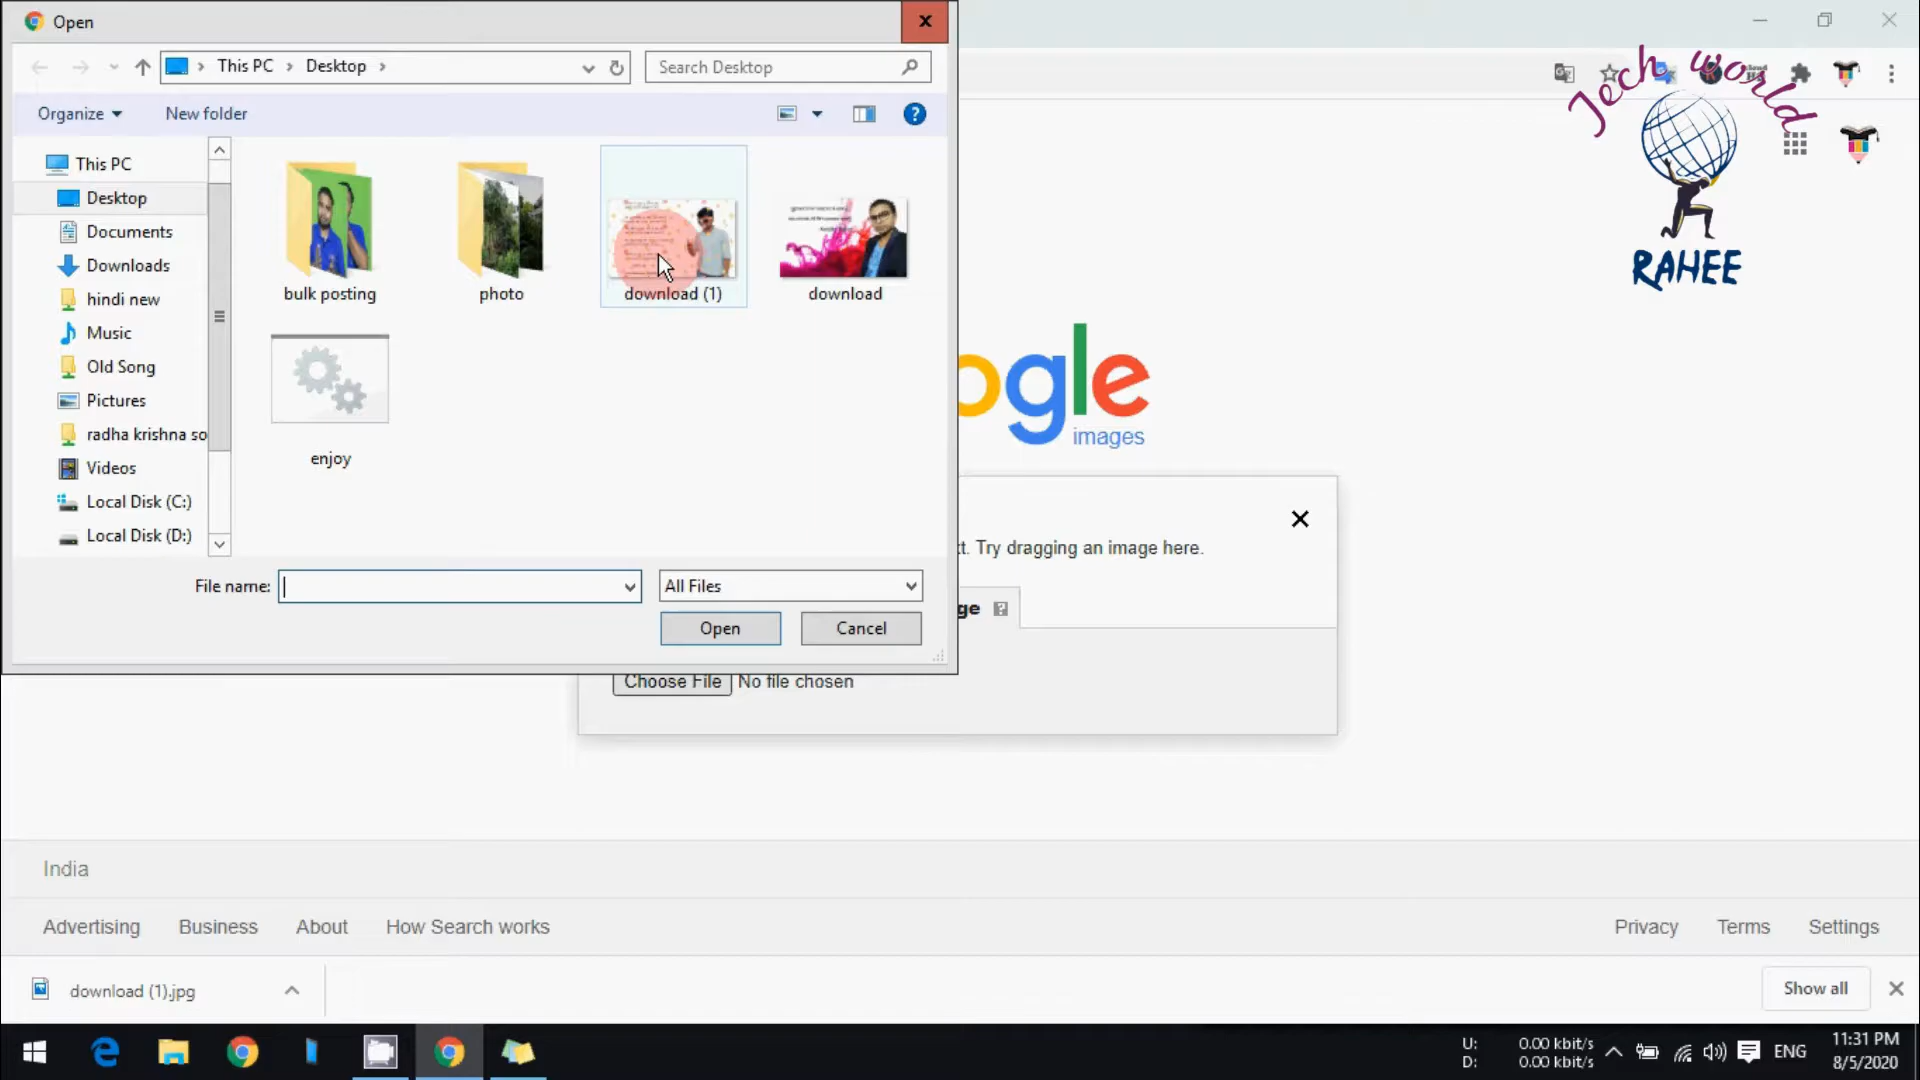 Open
This PC
Desktop
Search Desktop
Organize
New folder
This PC
Desktop
Documents
Downloads
hindi new
Music
Old Song
Pictures
radha krishna so
Videos
Local Disk (C:)
Local Disk (D:)
bulk posting
photo
download (1)
download
enjoy
File name:
All Files
Open
Cancel
Tech world
RAHEE
ogle
images
Try dragging an image here.
ge
Choose File No file chosen
India
Advertising
Business
About
How Search works
Privacy
Terms
Settings
download (1).jpg
Show all
U: 0.00 kbit/s
D: 0.00 kbit/s
ENG
11:31 PM
8/5/2020